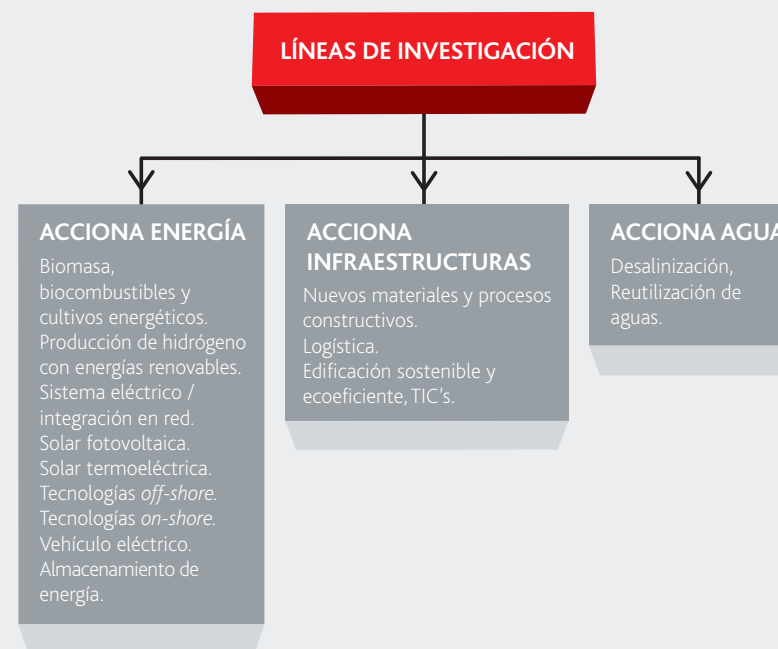 LÍNEAS DE INVESTIGACIÓN
ACCIONA ENERGÍA
Biomasa,
biocombustibles y
cultivos energéticos.
Producción de hidrógeno
con energías renovables.
Sistema eléctrico /
integración en red.
Solar fotovoltaica.
Solar termoeléctrica.
Tecnologías off-shore.
Tecnologías on-shore.
Vehículo eléctrico.
Almacenamiento de
energía.
ACCIONA
INFRAESTRUCTURAS
Nuevos materiales y procesos
constructivos.
Logística.
Edificación sostenible y
ecoeficiente, TIC's.
ACCIONA AGUA
Desalinización,
Reutilización de
aguas.